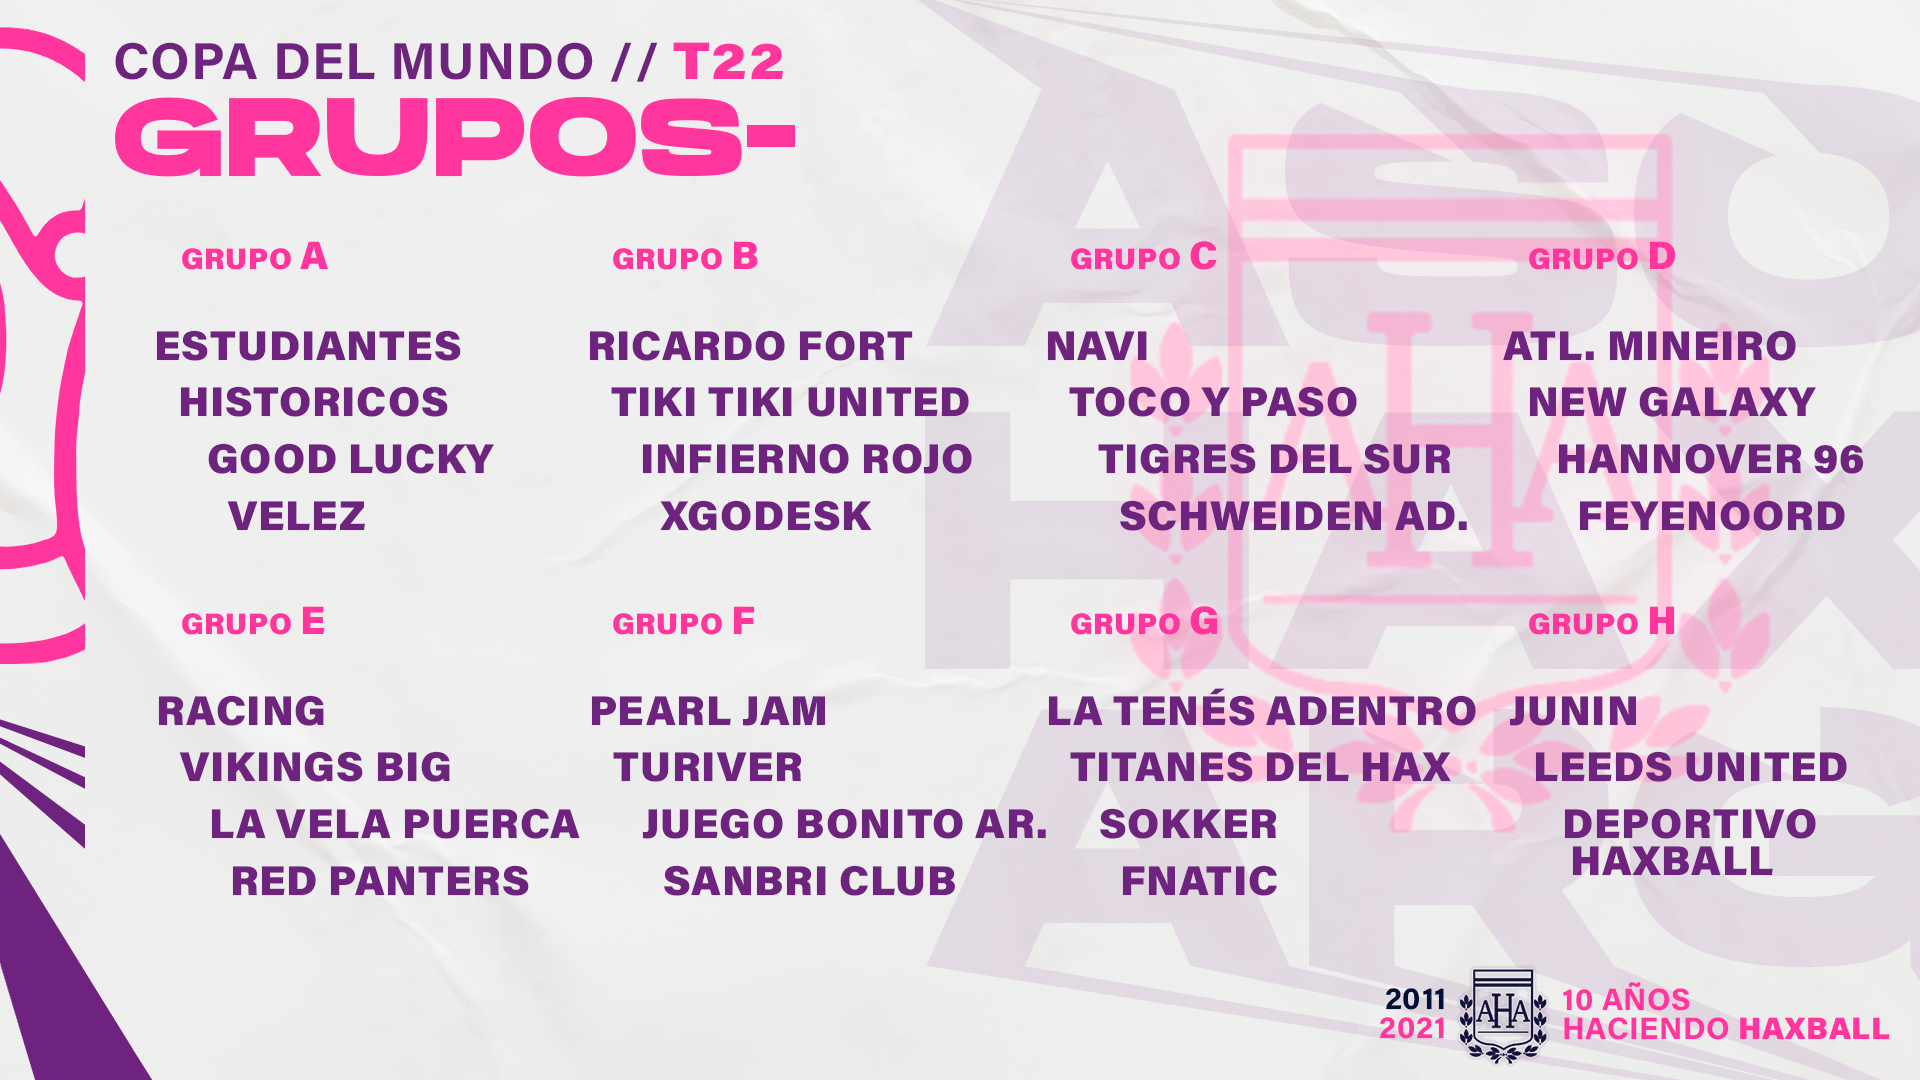 COPA DEL MUNDO // T22
GRUPOS-
GRUPO A
ESTUDIANTES
HISTORICOS
GOOD LUCKY
VELEZ
GRUPO B
RICARDO FORT
TIKI TIKI UNITED
INFIERNO ROJO
XGODESK
GRUPO C
NAVI
TOCO Y PASO
TIGRES DEL SUR
SCHWEIDEN AD.
GRUPO D
ATL. MINEIRO
NEW GALAXY
HANNOVER 96
FEYENOORD
GRUPO E
RACING
VIKINGS BIG
LA VELA PUERCA
RED PANTERS
GRUPO F
PEARL JAM
TURIVER
JUEGO BONITO AR.
SANBRI CLUB
GRUPO G
LA TENÉS ADENTRO
TITANES DEL HAX
SOKKER
FNATIC
GRUPO H
JUNIN
LEEDS UNITED
DEPORTIVO
HAXBALL
ASO
HAX
ARG
AHA
2011
2021
AHA
10 AÑOS
HACIENDO HAXBALL